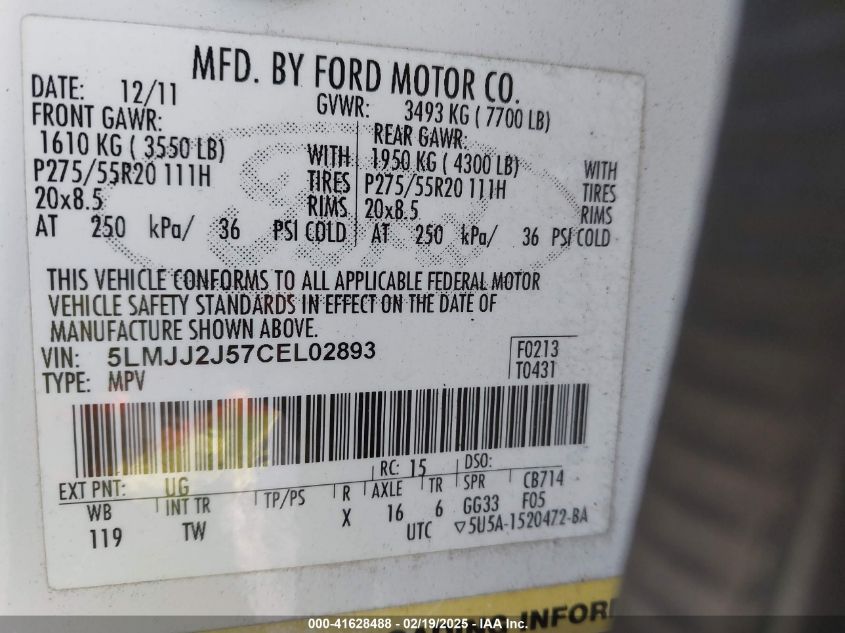 MFD. BY FORD MOTOR CO.
DATE: 12/11 GVWR: 3493 KG ( 7700 LB)
FRONT GAWR: REAR GAWR:
1610 KG ( 3550 LB) WITH 1950 KG ( 4300 LB) WITH
P275/55R20 111H TIRES P275/55R20 111H TIRES
20x8.5 RIMS 20x8.5 RIMS
AT 250 kPa/ 36 PSI COLD AT 250 kPa/ 36 PSI COLD
THIS VEHICLE CONFORMS TO ALL APPLICABLE FEDERAL MOTOR
VEHICLE SAFETY STANDARDS IN EFFECT ON THE DATE OF
MANUFACTURE SHOWN ABOVE.
VIN: 5LMJJ2J57CEL02893 F0213
TYPE: MPV T0431
EXT PNT: UG RC: 15 DSO:
WB INT TR TP/PS R AXLE TR SPR CB714
119 TW X 16 6 GG33 F05
UTC ▽5U5A-1520472-BA
LOADING INFOR
000-41628488 - 02/19/2025 - IAA Inc.